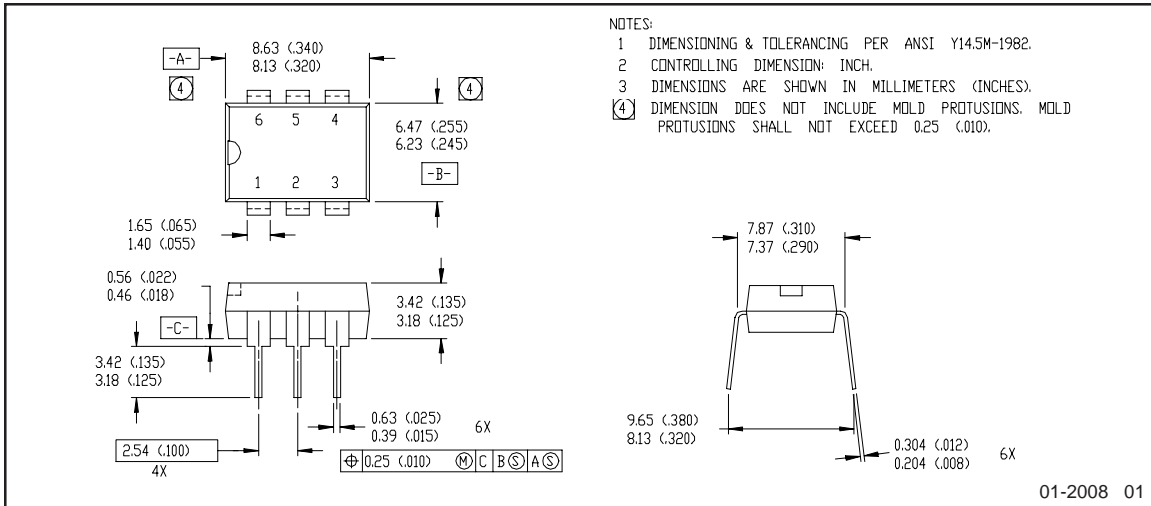 -A-
8.63 (.340)
8.13 (.320)
4
4
6 5 4
1 2 3
6.47 (.255)
6.23 (.245)
-B-
1.65 (.065)
1.40 (.055)
0.56 (.022)
0.46 (.018)
-C-
3.42 (.135)
3.18 (.125)
3.42 (.135)
3.18 (.125)
0.63 (.025)
0.39 (.015)
6X
2.54 (.100)
4X
⌖ 0.25 (.010) Ⓜ C B Ⓢ A Ⓢ
NOTES:
1 DIMENSIONING & TOLERANCING PER ANSI Y14.5M-1982.
2 CONTROLLING DIMENSION: INCH.
3 DIMENSIONS ARE SHOWN IN MILLIMETERS (INCHES).
4 DIMENSION DOES NOT INCLUDE MOLD PROTUSIONS. MOLD
PROTUSIONS SHALL NOT EXCEED 0.25 (.010).
7.87 (.310)
7.37 (.290)
9.65 (.380)
8.13 (.320)
0.304 (.012)
0.204 (.008)
6X
01-2008 01